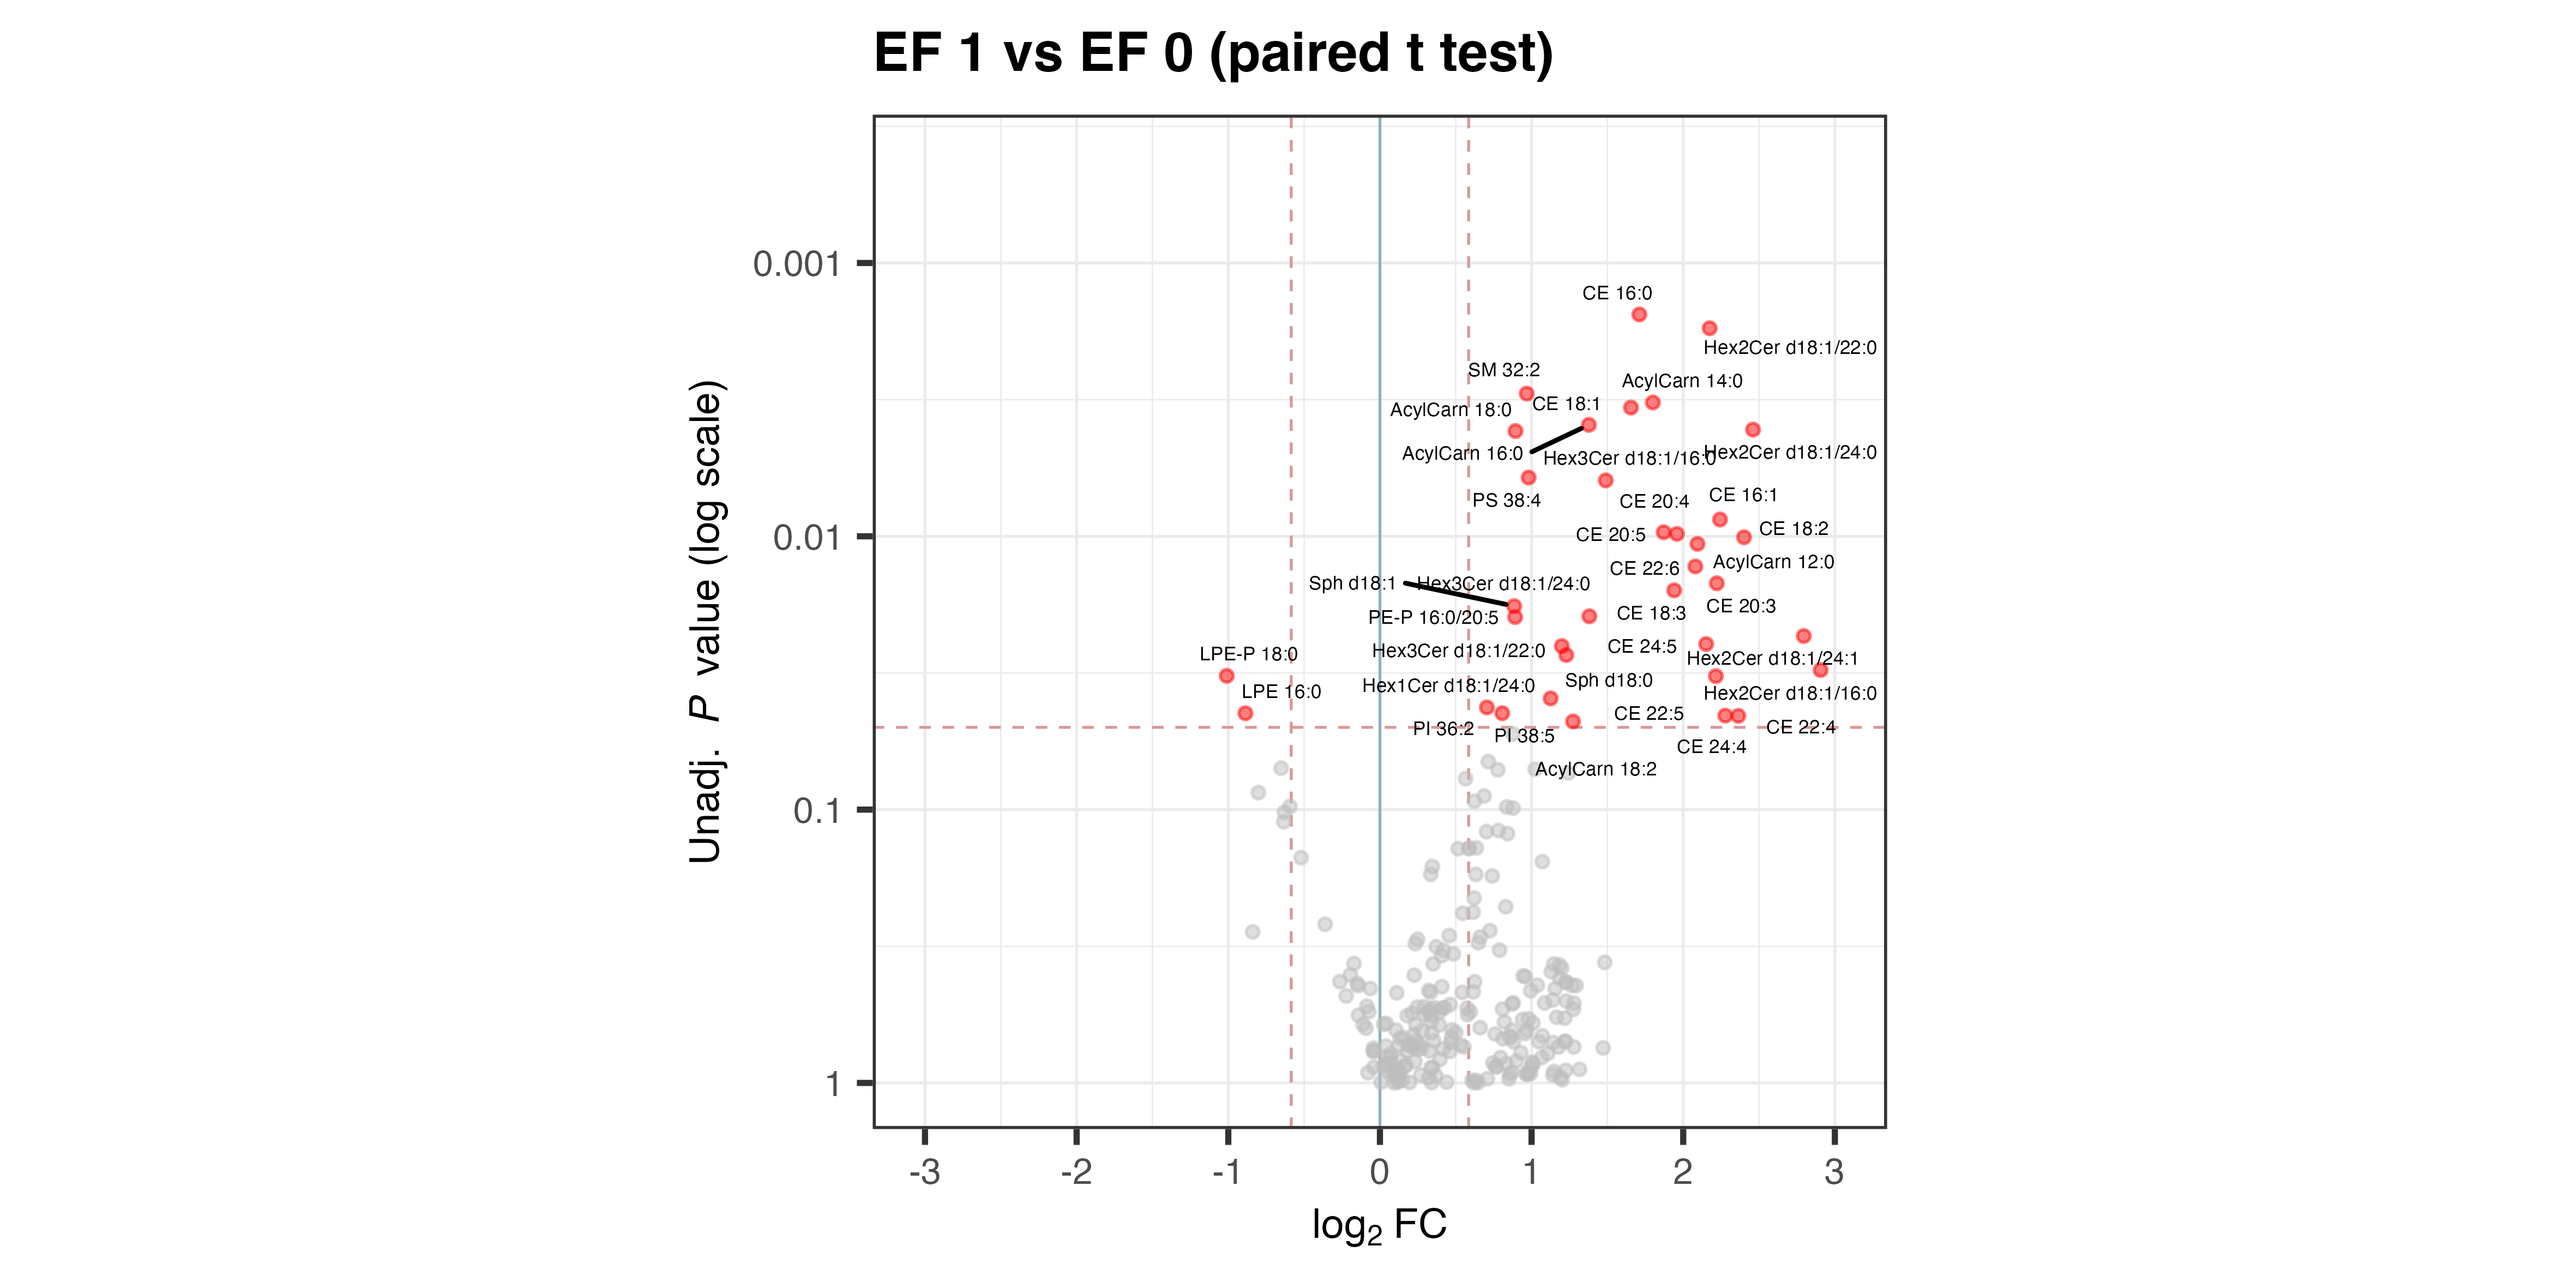 EF 1 vs EF 0 (paired t test)
Unadj. P value (log scale)
0.001
0.01
0.1
1
CE 16:0
Hex2Cer d18:1/22:0
SM 32:2
AcylCarn 14:0
AcylCarn 18:0
CE 18:1
AcylCarn 16:0
Hex3Cer d18:1/16:0
Hex2Cer d18:1/24:0
PS 38:4
CE 20:4
CE 16:1
CE 20:5
CE 18:2
CE 22:6
AcylCarn 12:0
Sph d18:1
Hex3Cer d18:1/24:0
PE-P 16:0/20:5
CE 18:3
CE 20:3
Hex3Cer d18:1/22:0
CE 24:5
LPE-P 18:0
Hex2Cer d18:1/24:1
LPE 16:0
Hex1Cer d18:1/24:0
Sph d18:0
Hex2Cer d18:1/16:0
PI 36:2
PI 38:5
CE 22:5
CE 22:4
CE 24:4
AcylCarn 18:2
-3
-2
-1
0
1
2
3
log2 FC